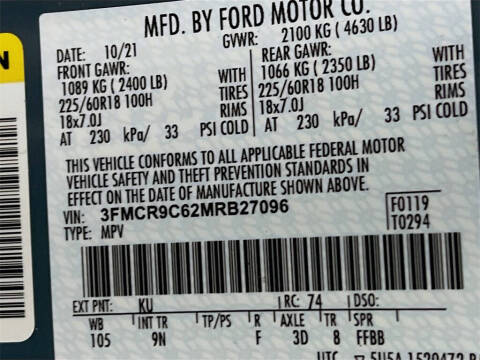 MFD. BY FORD MOTOR CO.
DATE: 10/21 GVWR: 2100 KG ( 4630 LB)
FRONT GAWR: REAR GAWR:
1089 KG ( 2400 LB) WITH 1066 KG ( 2350 LB) WITH
225/60R18 100H TIRES 225/60R18 100H TIRES
18x7.0J RIMS 18x7.0J RIMS
AT 230 kPa/ 33 PSI COLD AT 230 kPa/ 33 PSI COLD
THIS VEHICLE CONFORMS TO ALL APPLICABLE FEDERAL MOTOR
VEHICLE SAFETY AND THEFT PREVENTION STANDARDS IN
EFFECT ON THE DATE OF MANUFACTURE SHOWN ABOVE.
VIN: 3FMCR9C62MRB27096 F0119
TYPE: MPV T0294
EXT PNT: KU RC: 74 DSO:
WB INT TR TP/PS R AXLE TR SPR
105 9N F 3D 8 FFBB
UTC
N